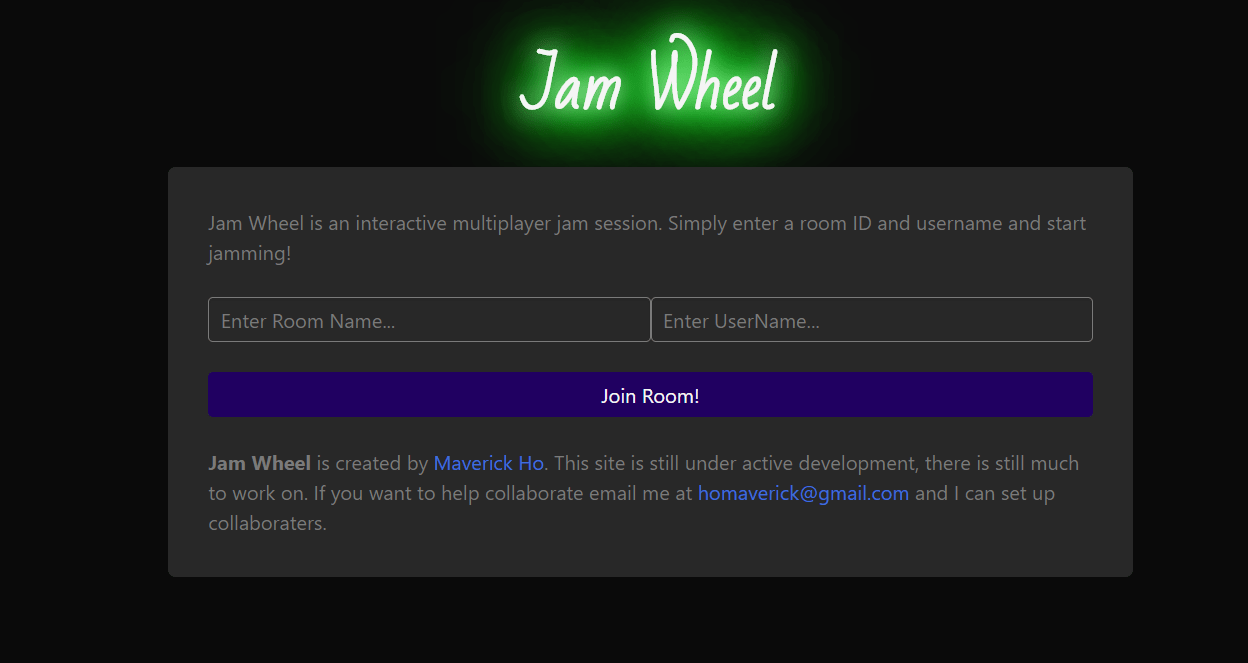 Jam Wheel
Jam Wheel is an interactive multiplayer jam session. Simply enter a room ID and username and start
jamming!
Enter Room Name...
Enter UserName...
Join Room!
Jam Wheel is created by Maverick Ho. This site is still under active development, there is still much
to work on. If you want to help collaborate email me at homaverick@gmail.com and I can set up
collaboraters.